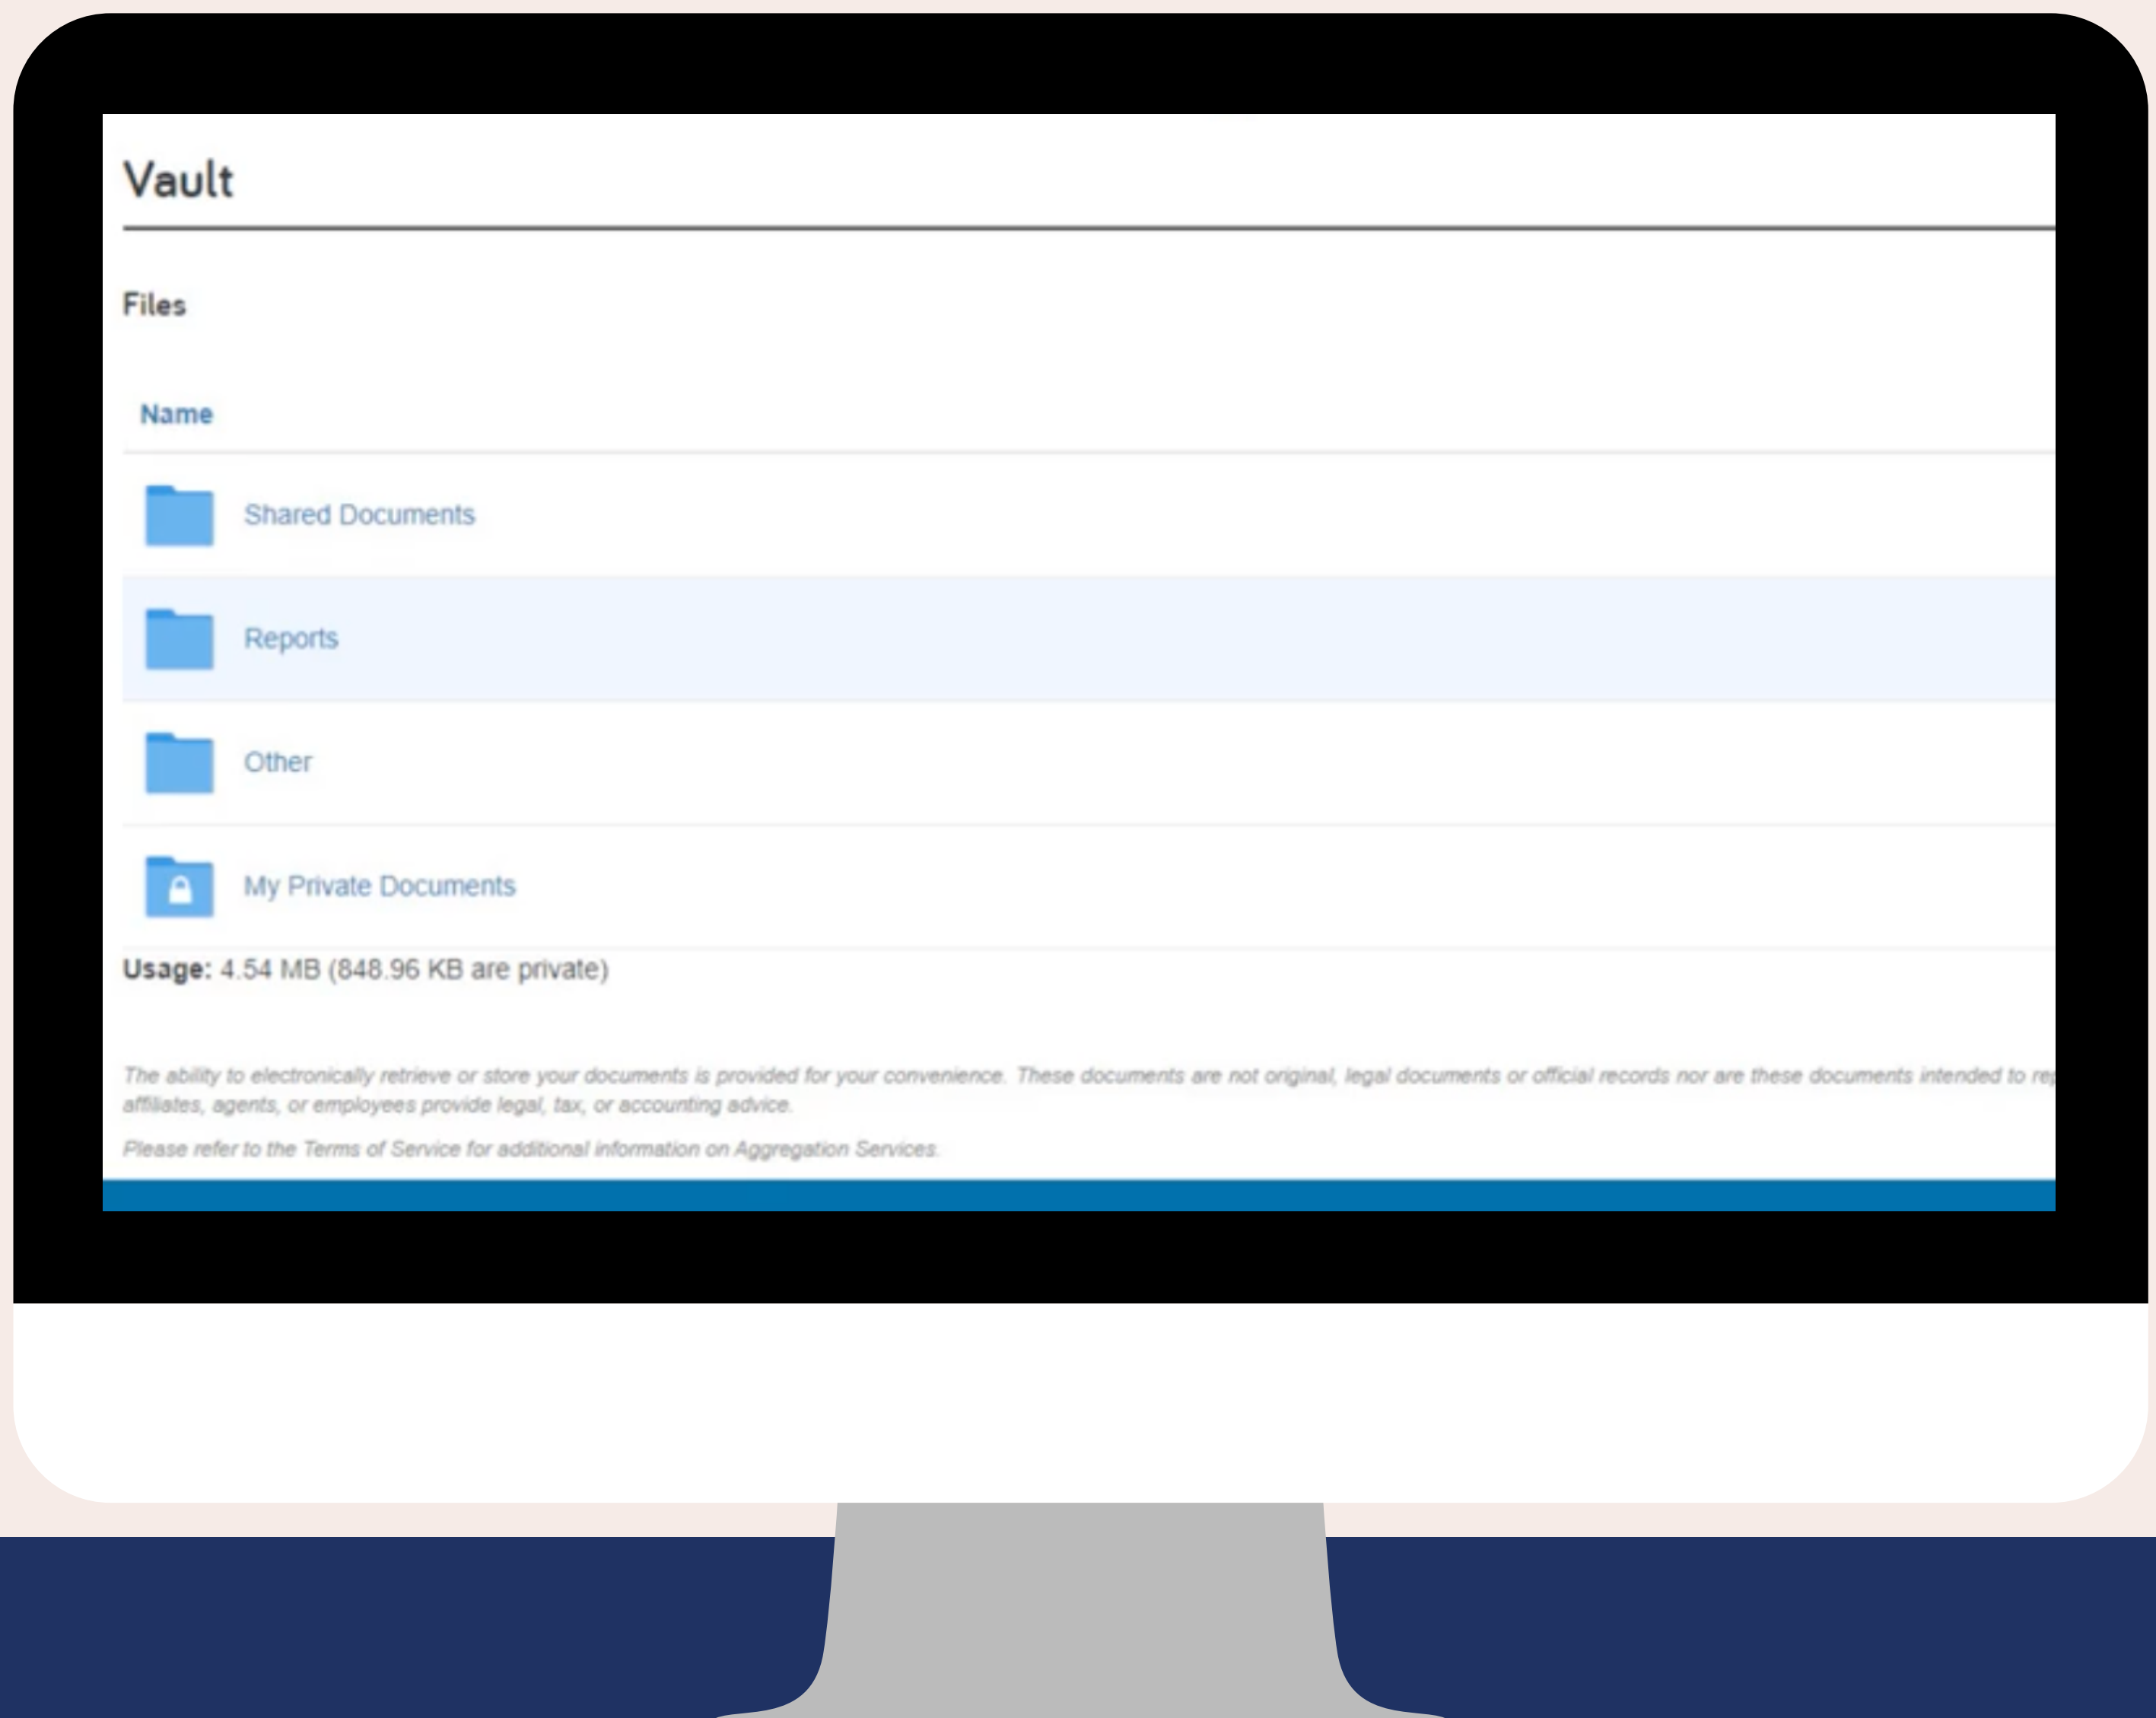 Vault
Files
Name
Shared Documents
Reports
Other
My Private Documents
Usage: 4.54 MB (848.96 KB are private)
The ability to electronically retrieve or store your documents is provided for your convenience. These documents are not original, legal documents or official records nor are these documents intended to
affiliates, agents, or employees provide legal, tax, or accounting advice.
Please refer to the Terms of Service for additional information on Aggregation Services.